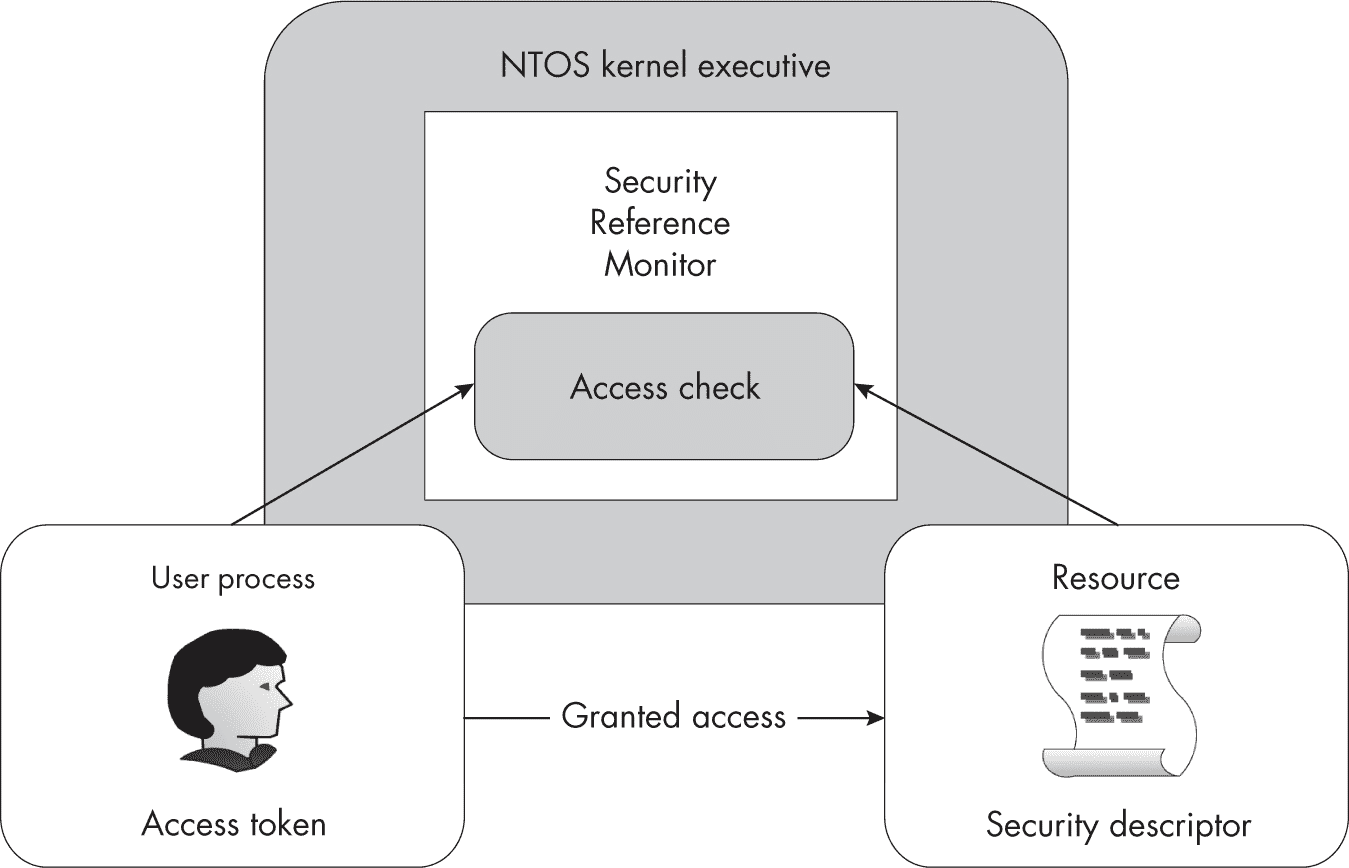 NTOS kernel executive
Security
Reference
Monitor
Access check
User process
Resource
Granted access
Access token
Security descriptor